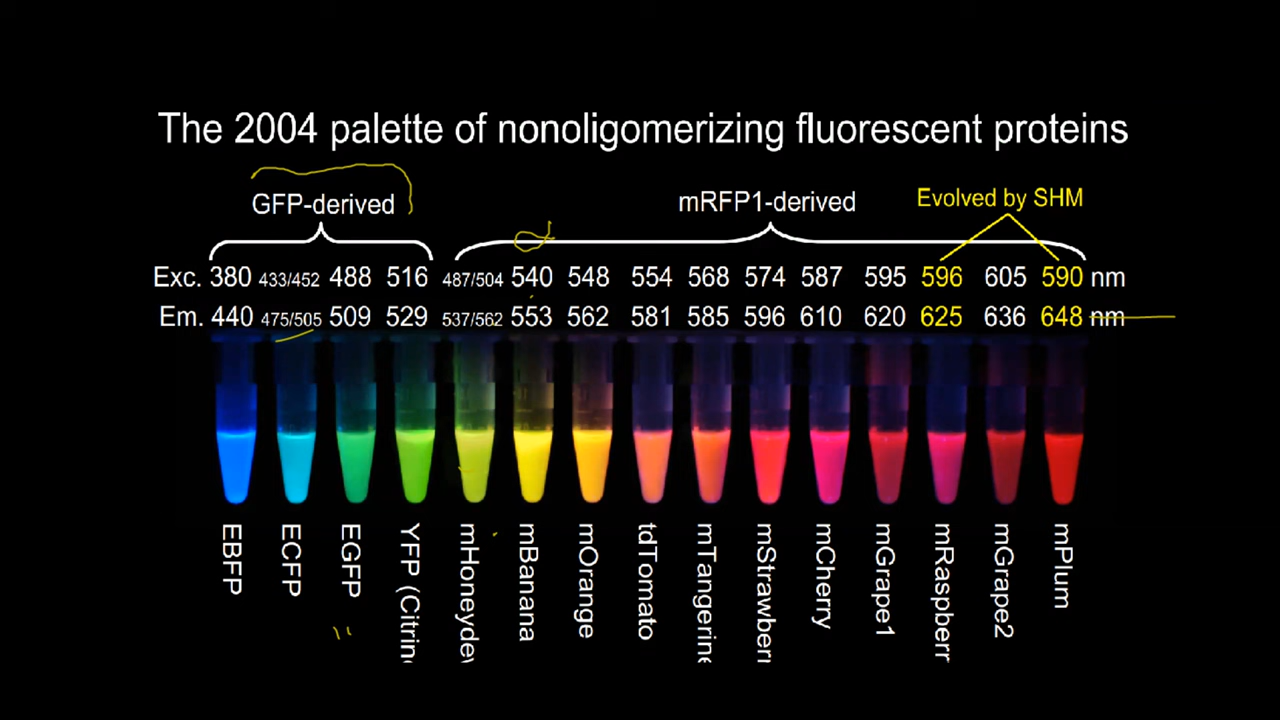 The 2004 palette of nonoligomerizing fluorescent proteins
GFP-derived
mRFP1-derived
Evolved by SHM
Exc. 380 433/452 488 516 487/504 540 548 554 568 574 587 595 596 605 590 nm
Em. 440 475/505 509 529 537/562 553 562 581 585 596 610 620 625 636 648 nm
EBFP
ECFP
EGFP
YFP (Citrin
mHoneydew
mBanana
mOrange
tdTomato
mTangerine
mStrawberr
mCherry
mGrape1
mRaspberr
mGrape2
mPlum